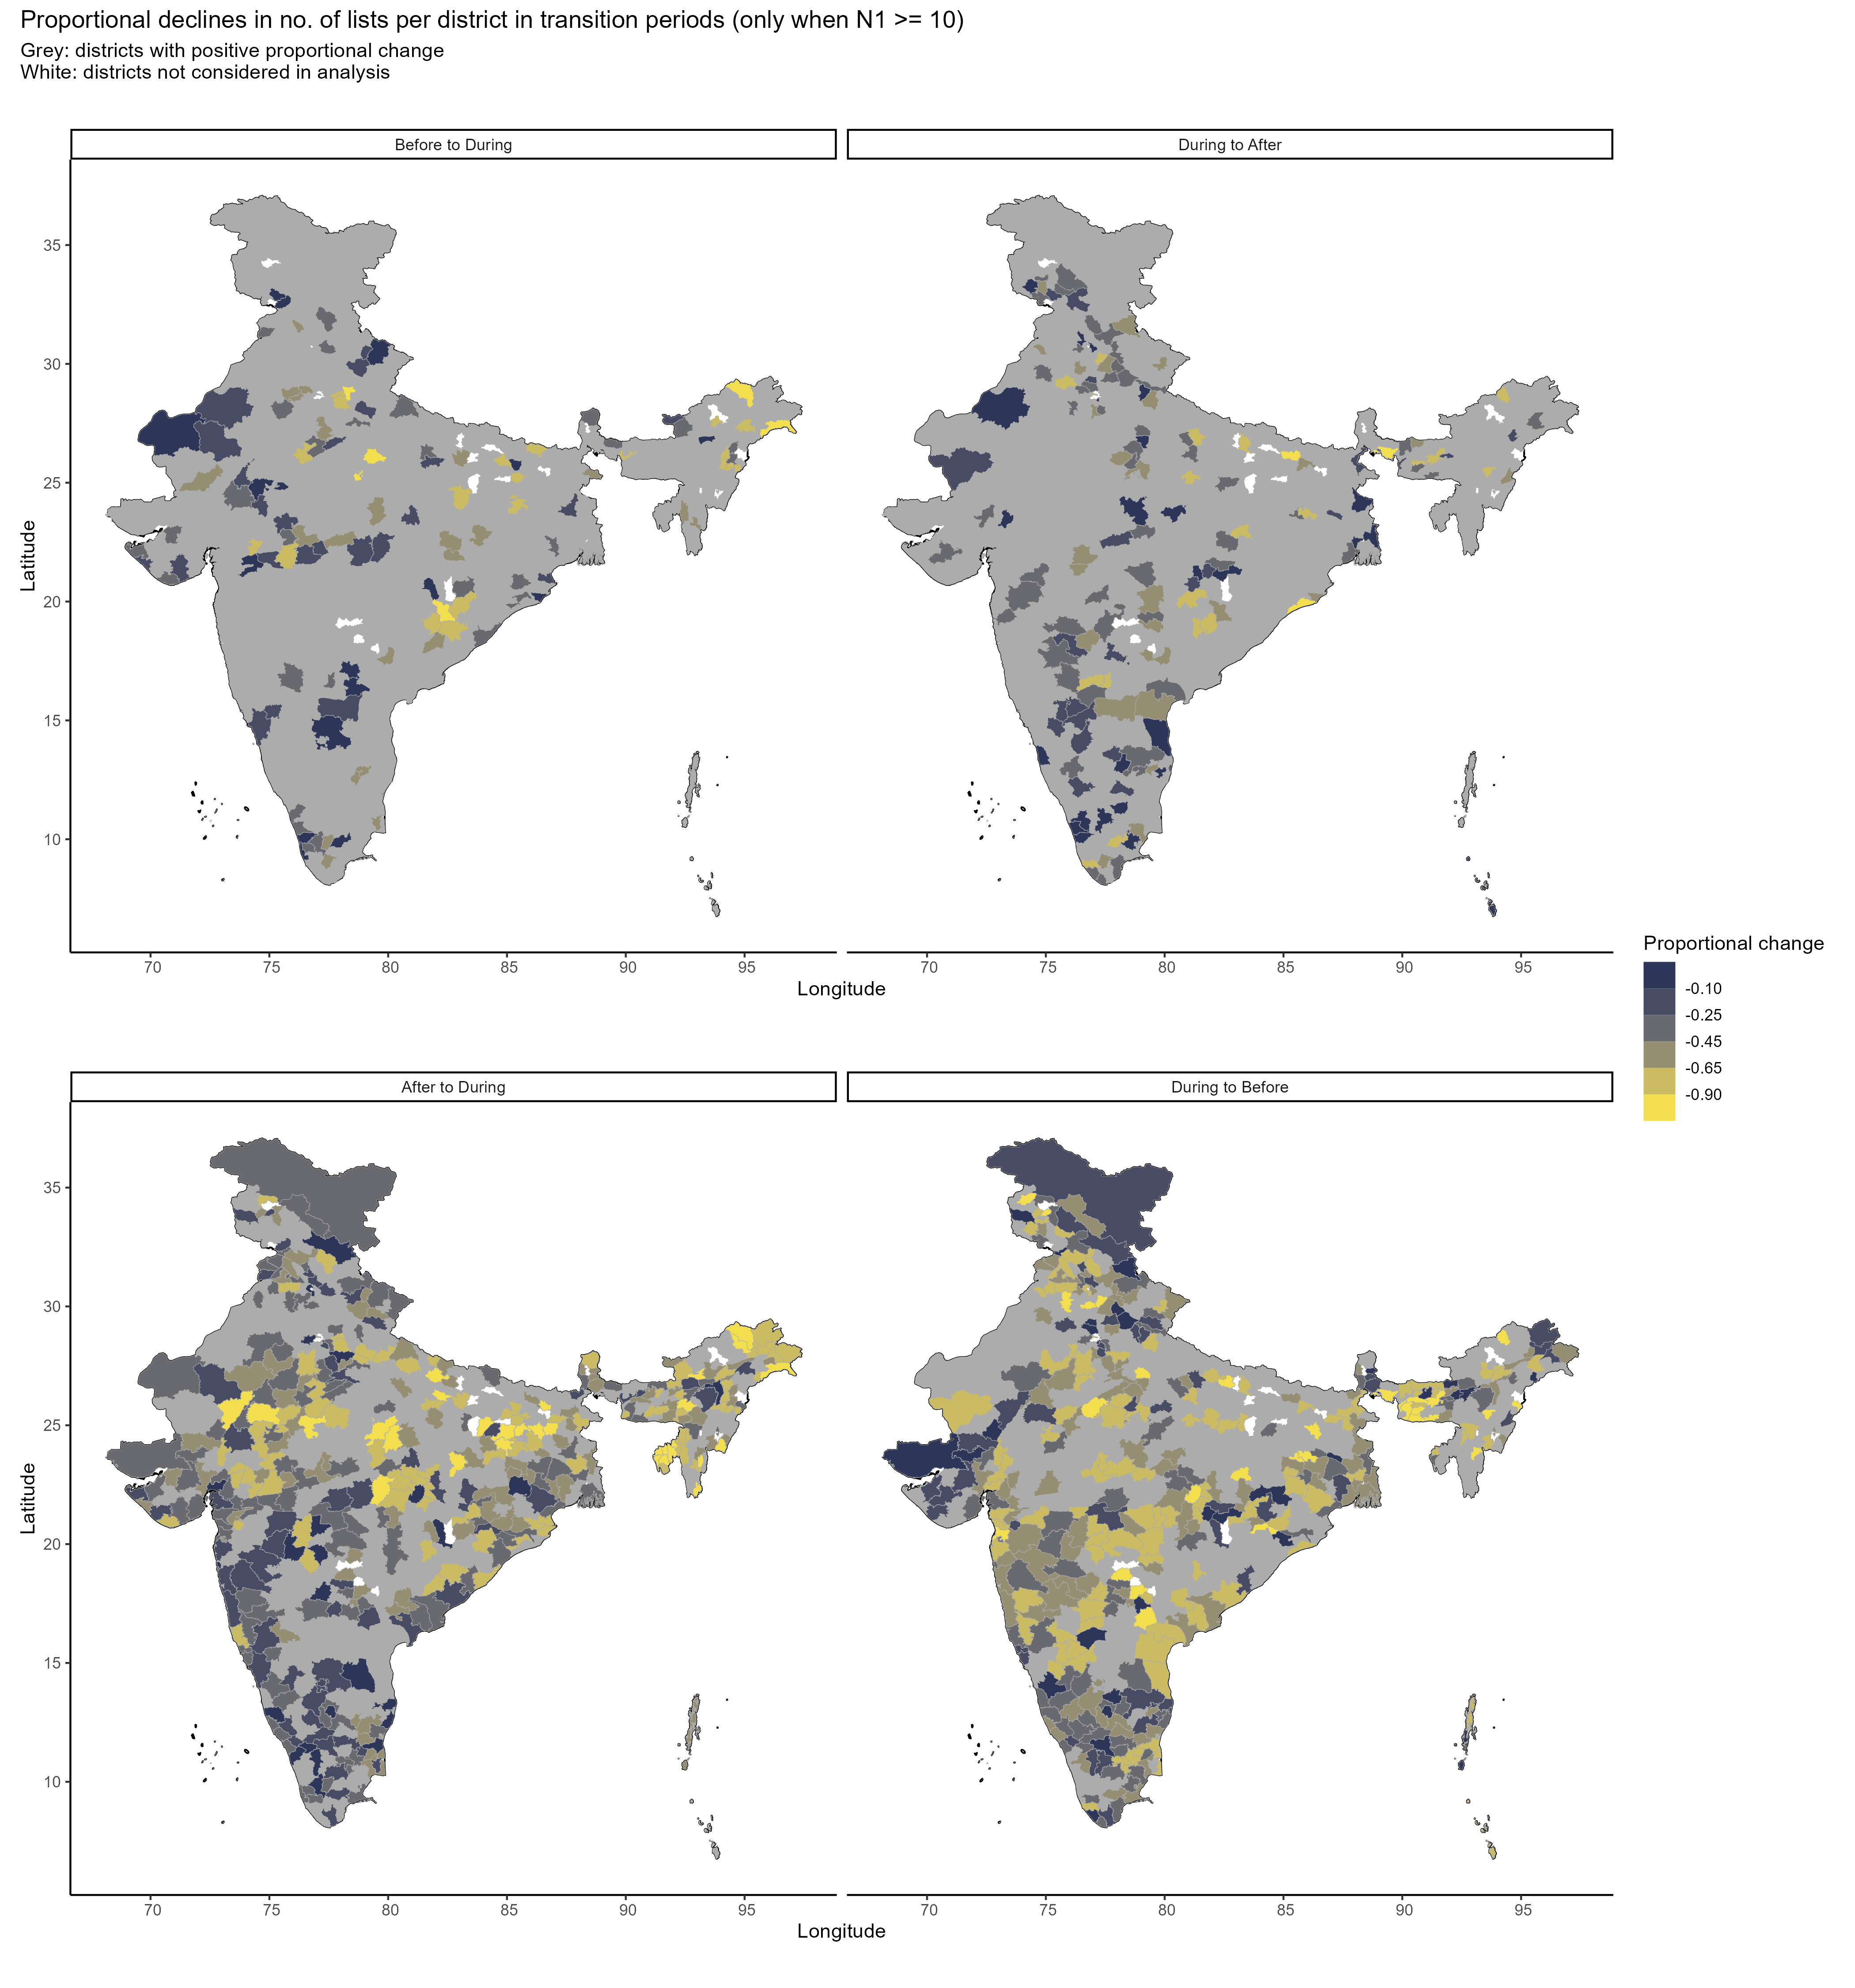 Proportional declines in no. of lists per district in transition periods (only when N1 >= 10)
Grey: districts with positive proportional change
White: districts not considered in analysis
Before to During
During to After
Latitude
35
30
25
20
15
10
70 75 80 85 90 95
70 75 80 85 90 95
Longitude
Proportional change
-0.10
-0.25
-0.45
-0.65
-0.90
After to During
During to Before
Latitude
35
30
25
20
15
10
70 75 80 85 90 95
70 75 80 85 90 95
Longitude